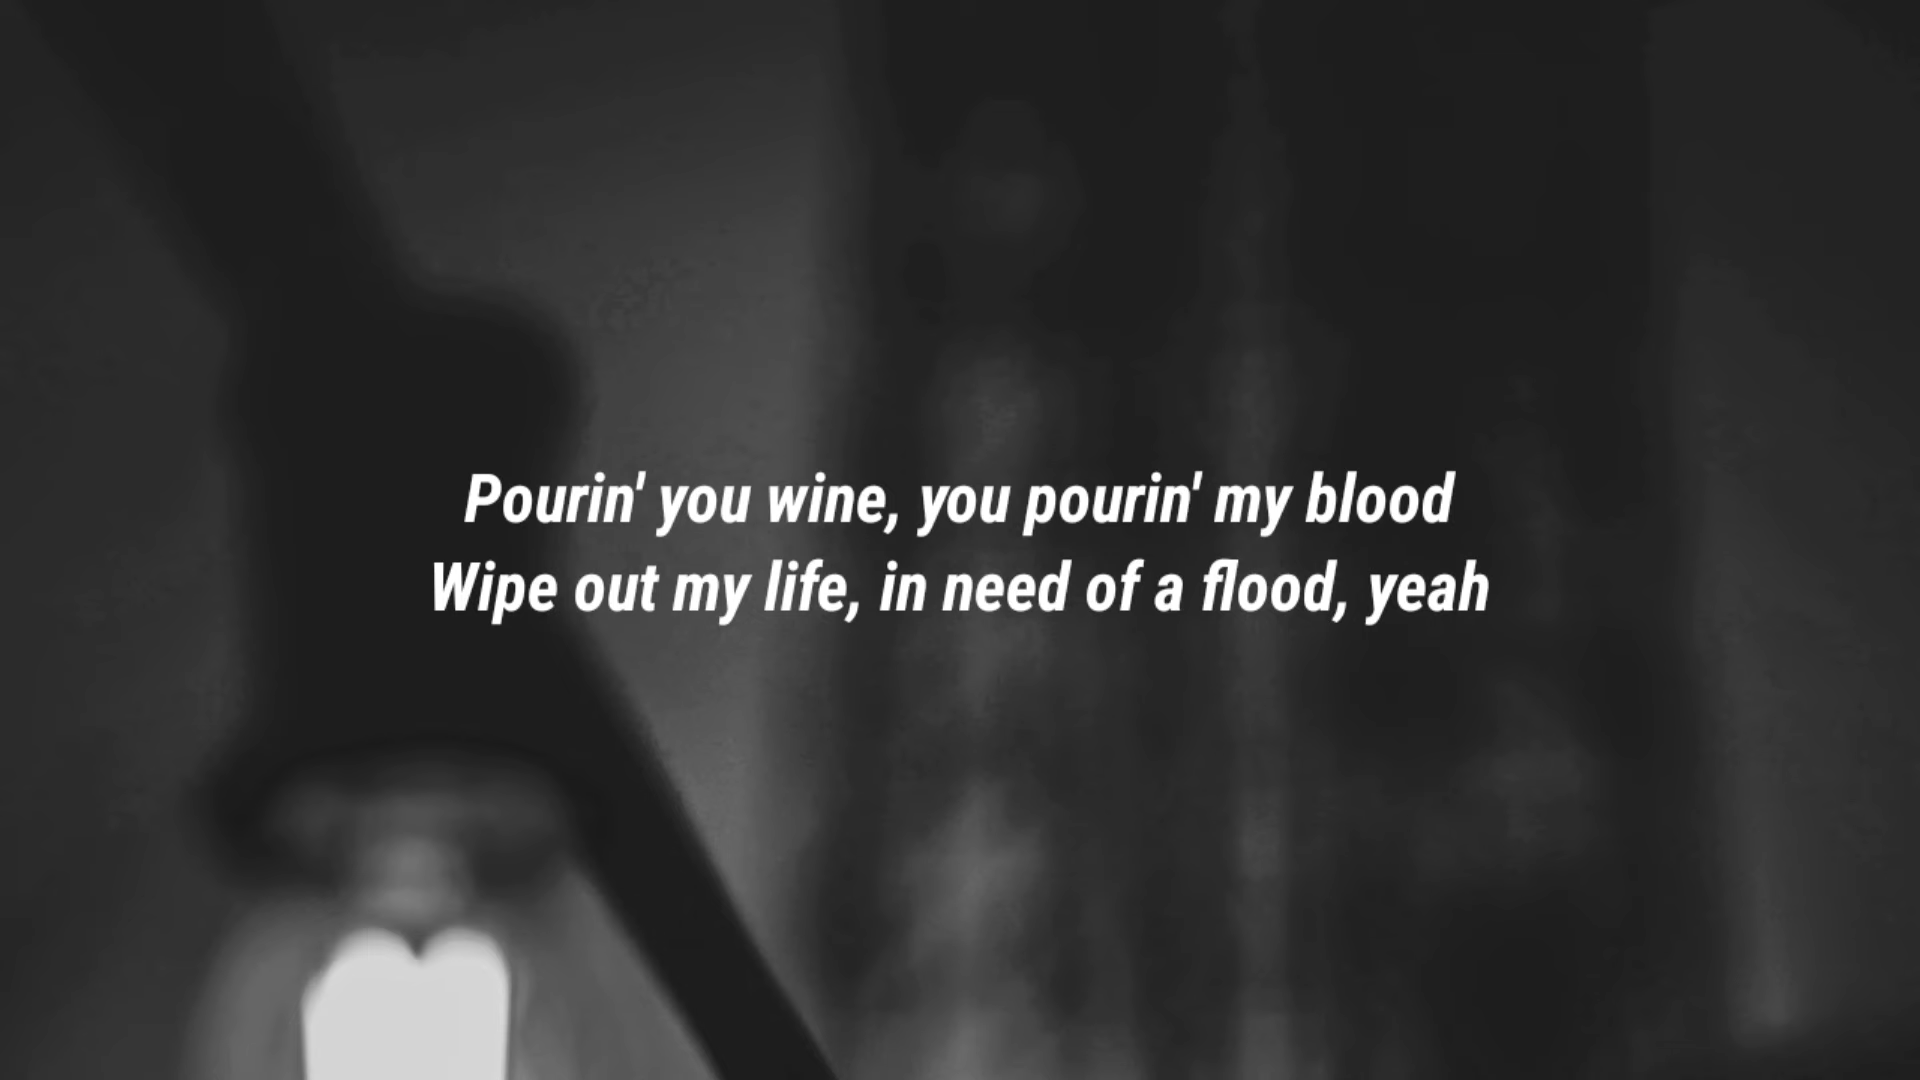 Pourin' you wine, you pourin' my blood
Wipe out my life, in need of a flood, yeah